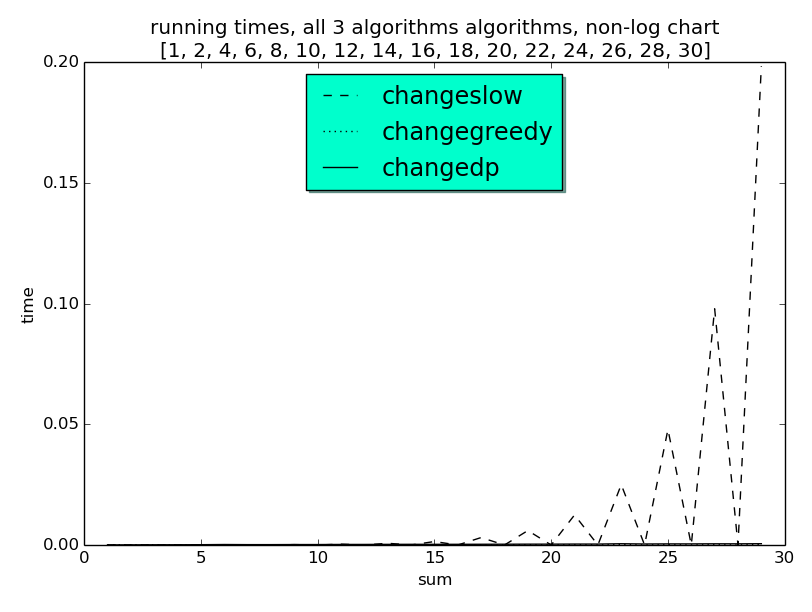 running times, all 3 algorithms algorithms, non-log chart
[1, 2, 4, 6, 8, 10, 12, 14, 16, 18, 20, 22, 24, 26, 28, 30]
changeslow
changegreedy
changedp
0.20
0.15
0.10
0.05
0.00
time
0 5 10 15 20 25 30
sum